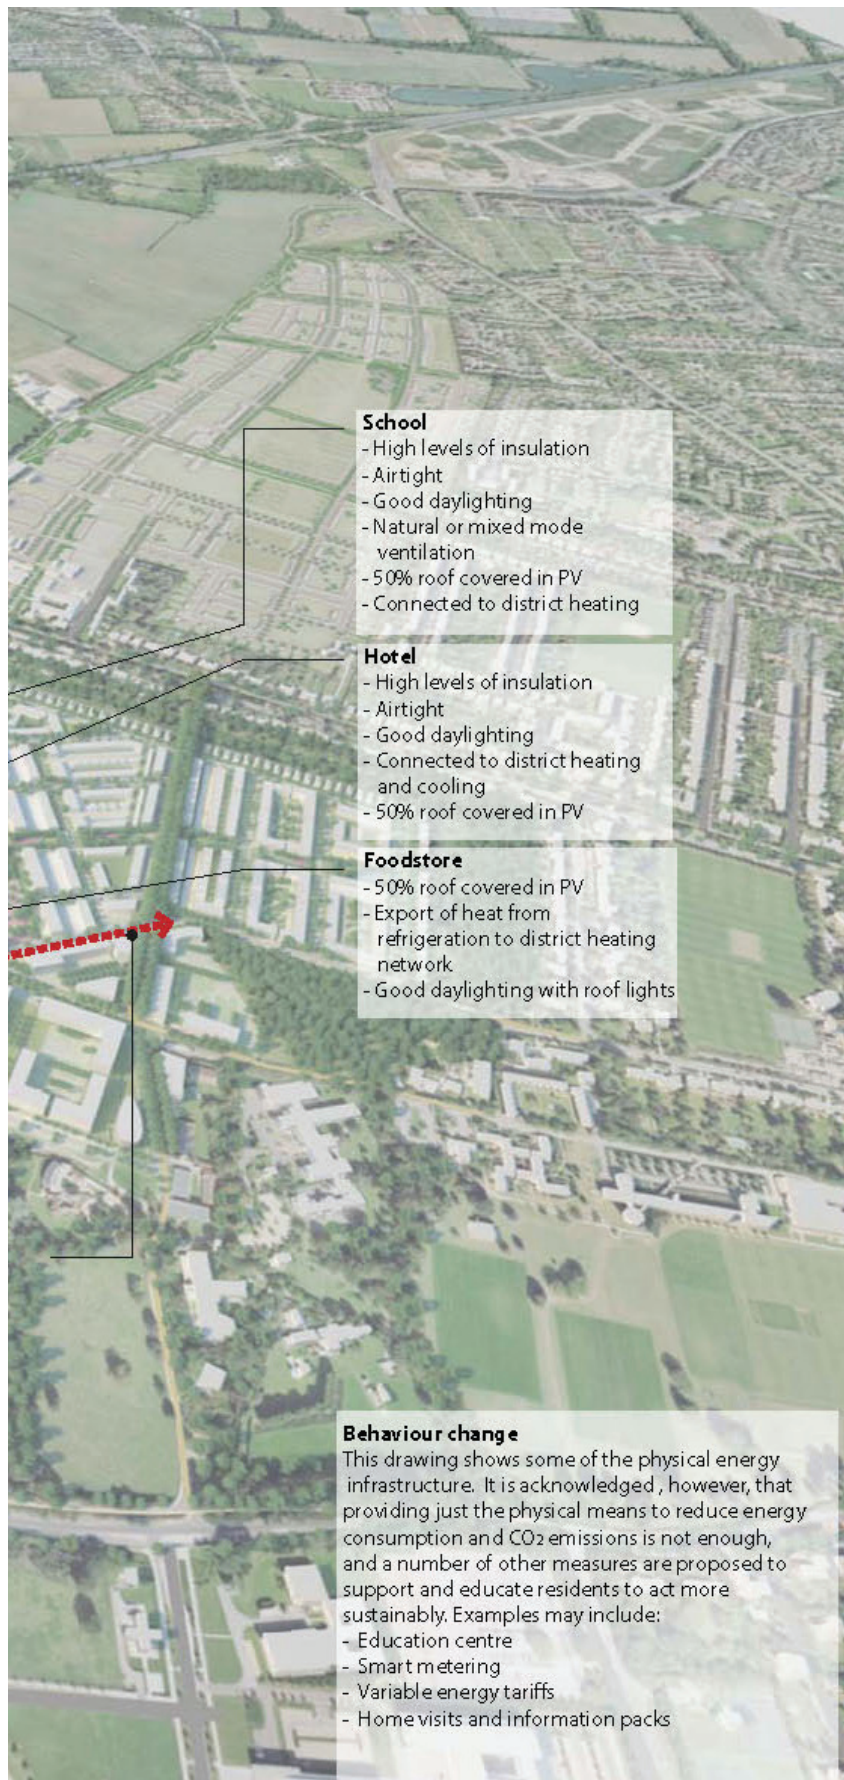 School
- High levels of insulation
- Airtight
- Good daylighting
- Natural or mixed mode
ventilation
- 50% roof covered in PV
- Connected to district heating
Hotel
- High levels of insulation
- Airtight
- Good daylighting
- Connected to district heating
and cooling
- 50% roof covered in PV
Foodstore
- 50% roof covered in PV
- Export of heat from
refrigeration to district heating
network
- Good daylighting with roof lights
Behaviour change
This drawing shows some of the physical energy
infrastructure. It is acknowledged , however, that
providing just the physical means to reduce energy
consumption and CO2 emissions is not enough,
and a number of other measures are proposed to
support and educate residents to act more
sustainably. Examples may include:
- Education centre
- Smart metering
- Variable energy tariffs
- Home visits and information packs